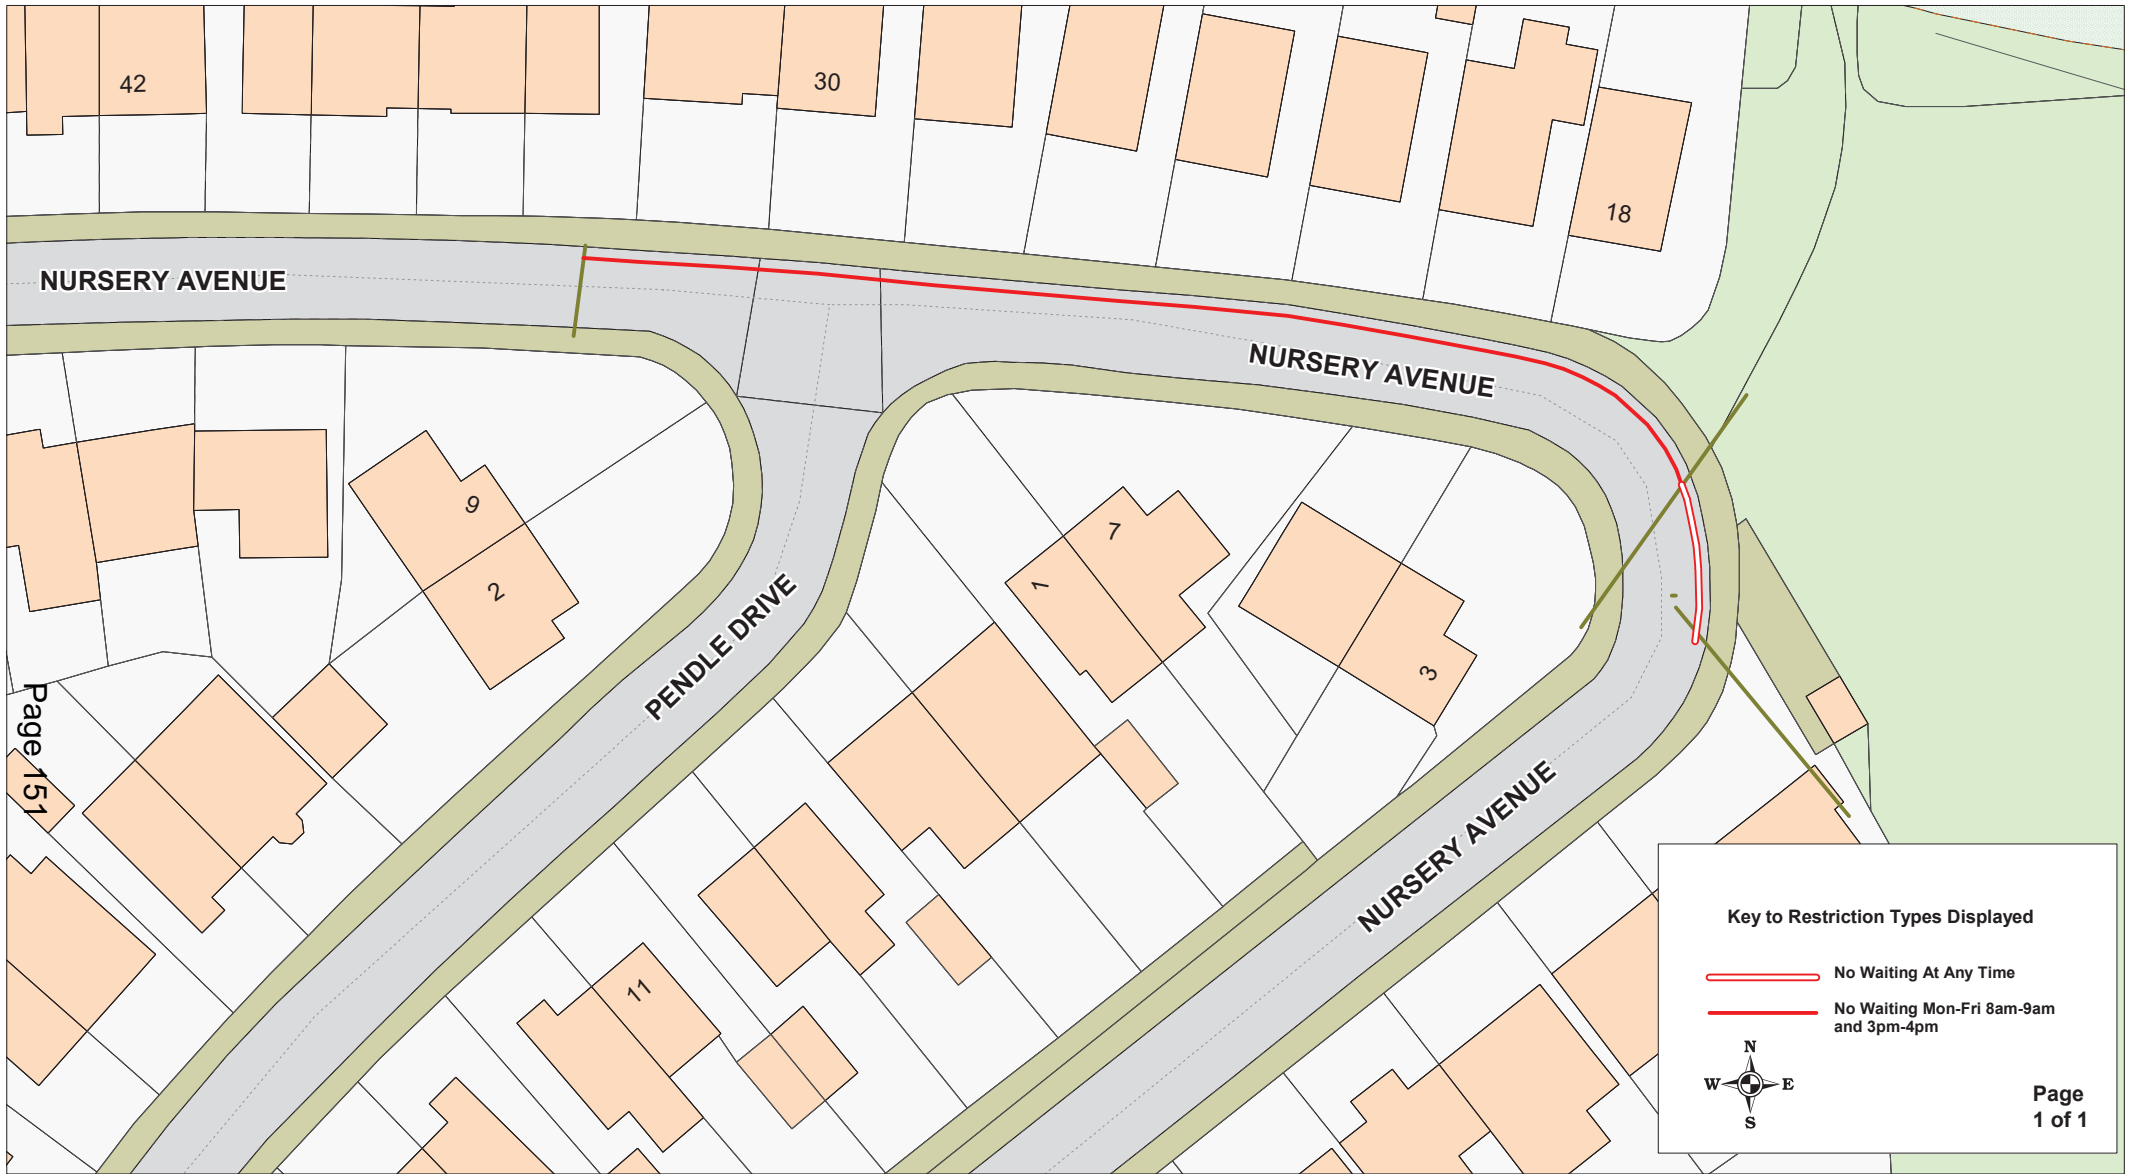 42
30
18
NURSERY AVENUE
NURSERY AVENUE
9
2
7
1
3
PENDLE DRIVE
Page 151
NURSERY AVENUE
11
Key to Restriction Types Displayed
No Waiting At Any Time
No Waiting Mon-Fri 8am-9am
and 3pm-4pm
N
W E
S
Page
1 of 1